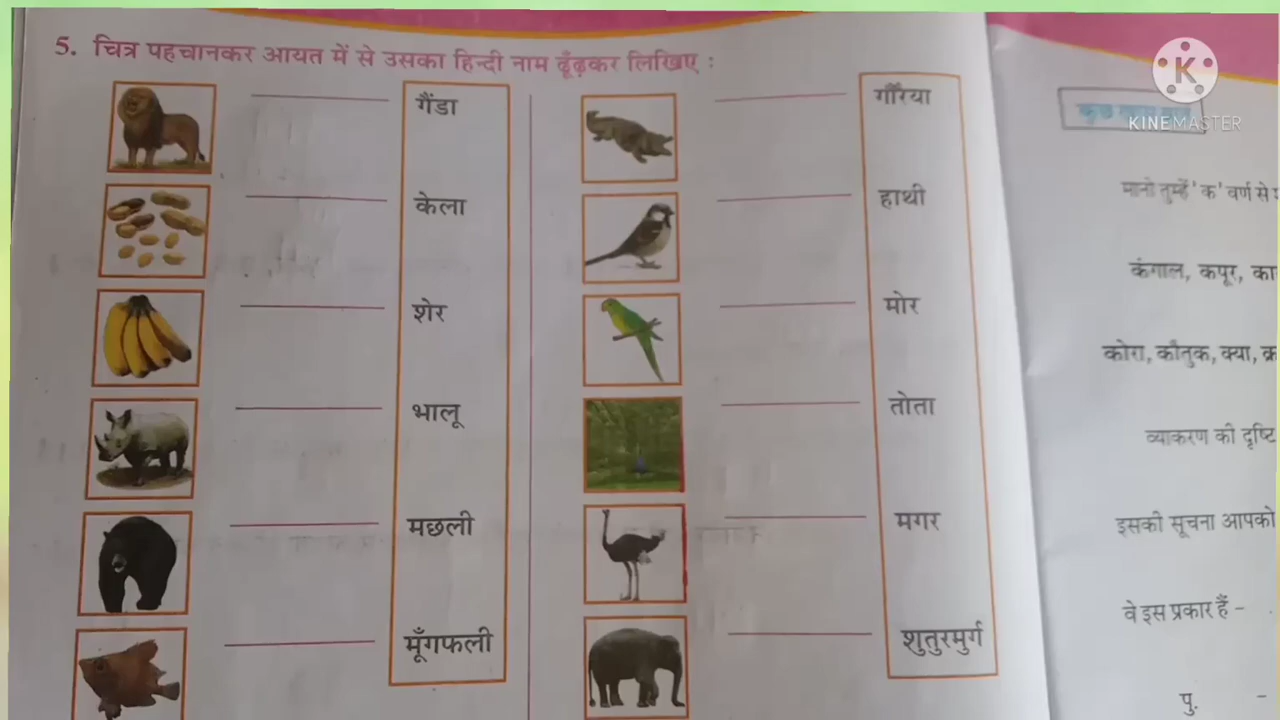 5. चित्र पहचानकर आयत में से उसका हिन्दी नाम ढूँढ़कर लिखिए :
गैंडा
केला
शेर
भालू
मछली
मूँगफली
गौरैया
हाथी
मोर
तोता
मगर
शुतुरमुर्ग
KINEMASTER
मानो तुम्हें 'क' वर्ण से
कंगाल, कपूर, का
कोरा, कौतुक, क्या, क्र
व्याकरण की दृष्टि
इसकी सूचना आपको
वे इस प्रकार हैं -
पु. -